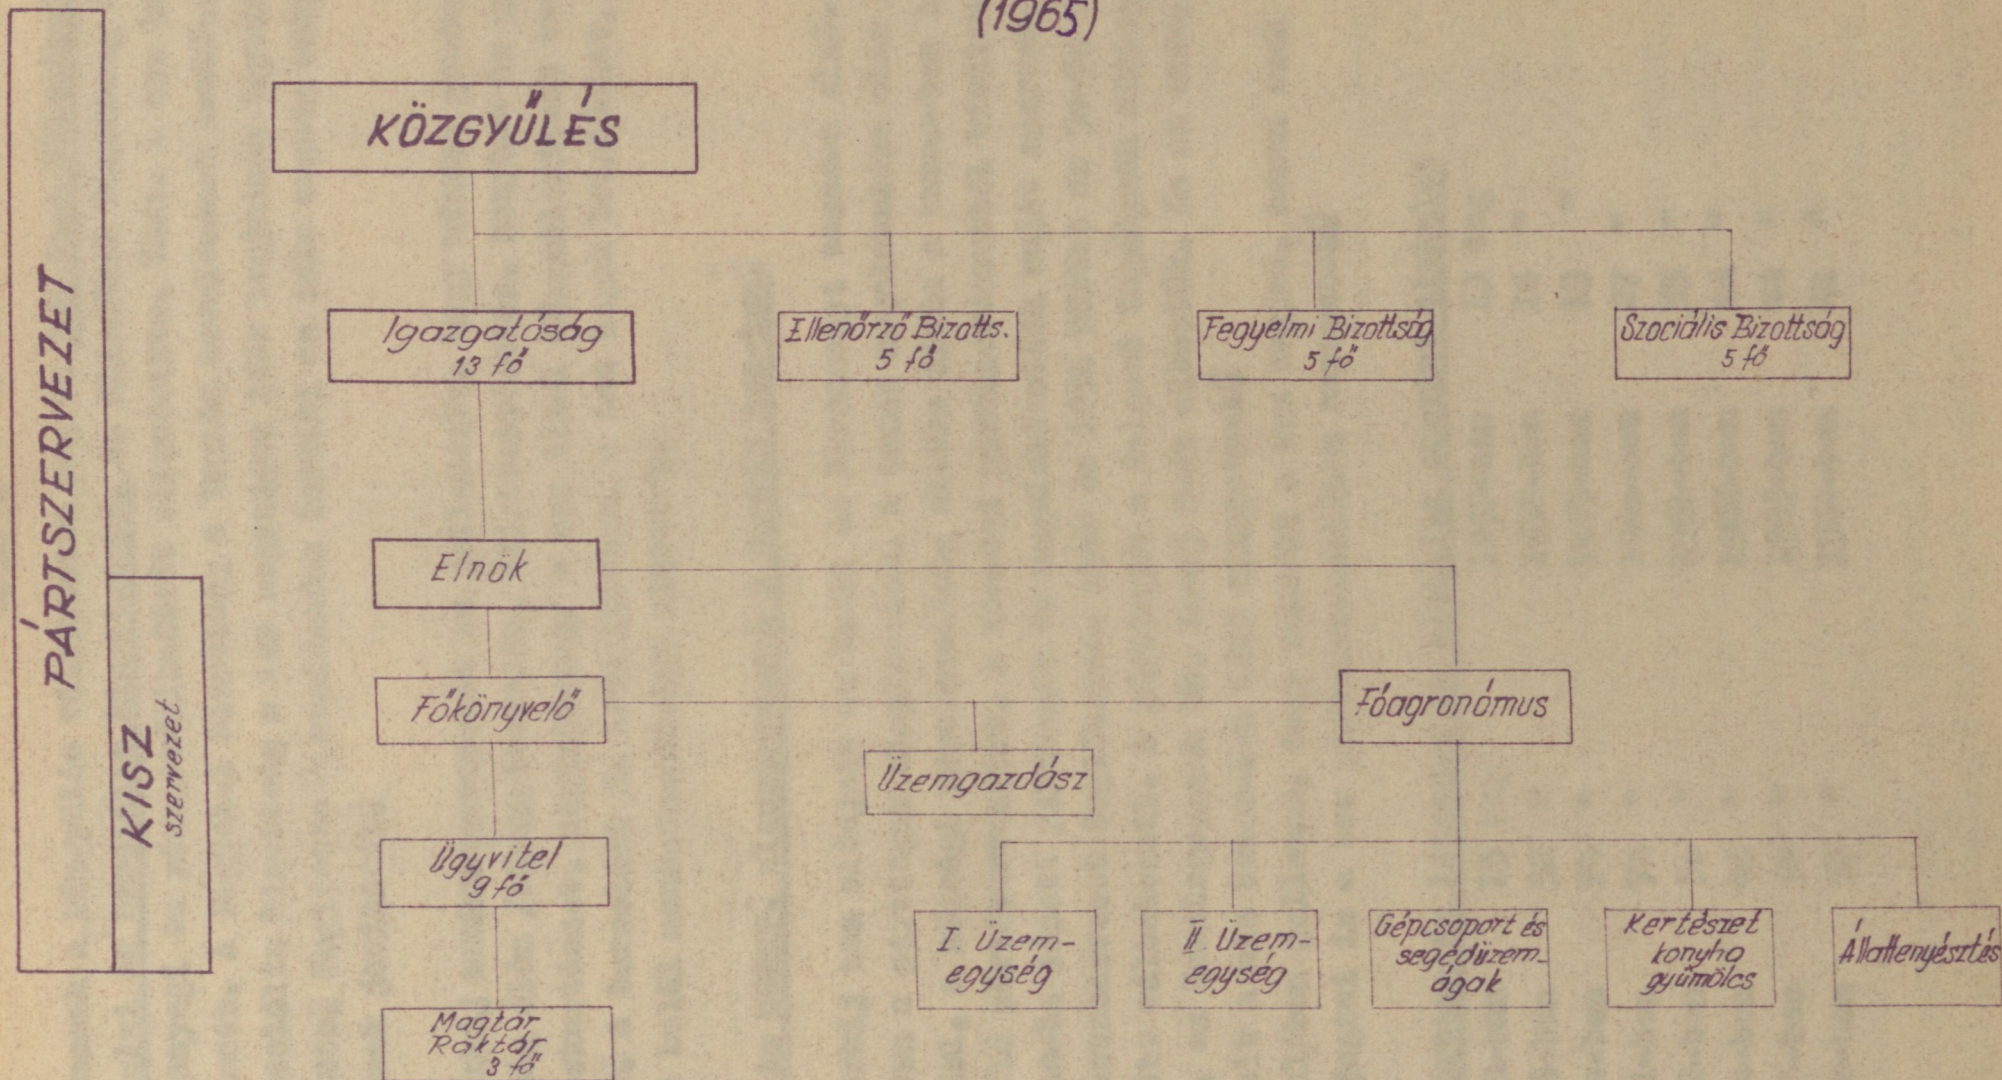 (1965)
PÁRTSZERVEZET
KISZ
szervezet
KÖZGYŰLÉS
Igazgatóság
13 fő
Ellenőrző Bizotts.
5 fő
Fegyelmi Bizottság
5 fő
Szociális Bizottság
5 fő
Elnök
Főkönyvelő
Főagronómus
Üzemgazdász
Ügyvitel
9 fő
I. Üzem-
egység
II. Üzem-
egység
Gépcsoport és
segédüzem-
ágak
Kertészet
konyha
gyümölcs
Állattenyésztés
Magtár
Raktár
3 fő